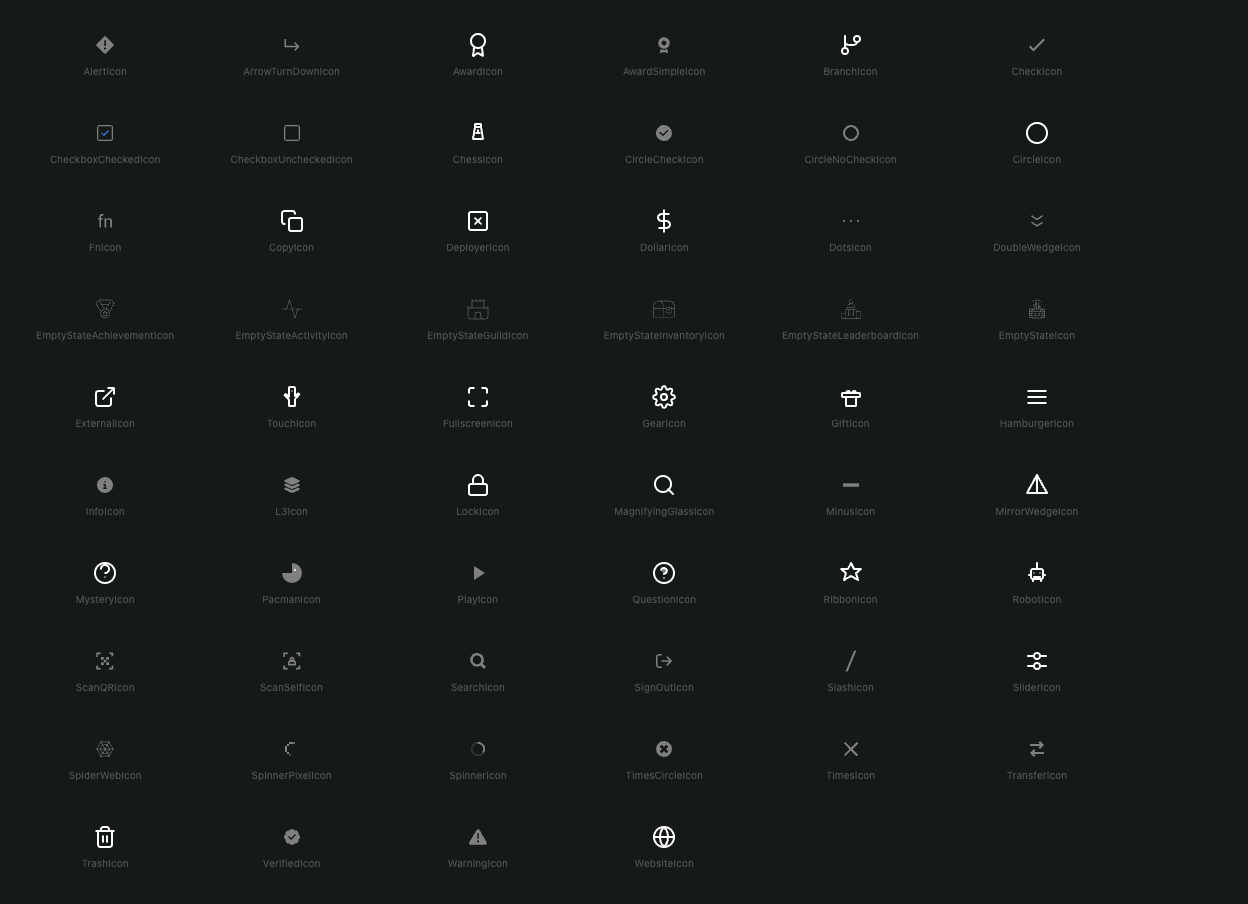 AlertIcon
ArrowTurnDownIcon
AwardIcon
AwardSimpleIcon
BranchIcon
CheckIcon
CheckboxCheckedIcon
CheckboxUncheckedIcon
ChessIcon
CircleCheckIcon
CircleNoCheckIcon
CircleIcon
fn
FnIcon
CopyIcon
DeployerIcon
DollarIcon
DotsIcon
DoubleWedgeIcon
EmptyStateAchievementIcon
EmptyStateActivityIcon
EmptyStateGuildIcon
EmptyStateInventoryIcon
EmptyStateLeaderboardIcon
EmptyStateIcon
ExternalIcon
TouchIcon
FullscreenIcon
GearIcon
GiftIcon
HamburgerIcon
InfoIcon
L3Icon
LockIcon
MagnifyingGlassIcon
MinusIcon
MirrorWedgeIcon
MysteryIcon
PacmanIcon
PlayIcon
QuestionIcon
RibbonIcon
RobotIcon
ScanQRIcon
ScanSelfIcon
SearchIcon
SignOutIcon
SlashIcon
SliderIcon
SpiderWebIcon
SpinnerPixelIcon
SpinnerIcon
TimesCircleIcon
TimesIcon
TransferIcon
TrashIcon
VerifiedIcon
WarningIcon
WebsiteIcon